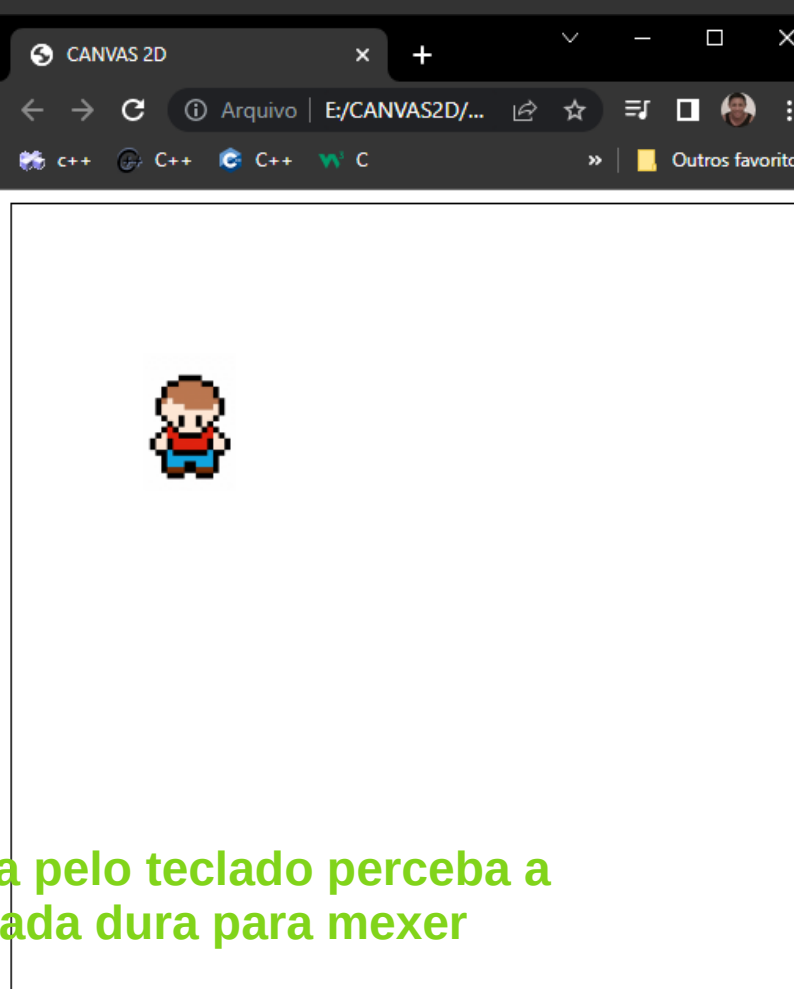 CANVAS 2D
Arquivo E:/CANVAS2D/...
c++ C++ C++ C » Outros favorito
a pelo teclado perceba a
ada dura para mexer